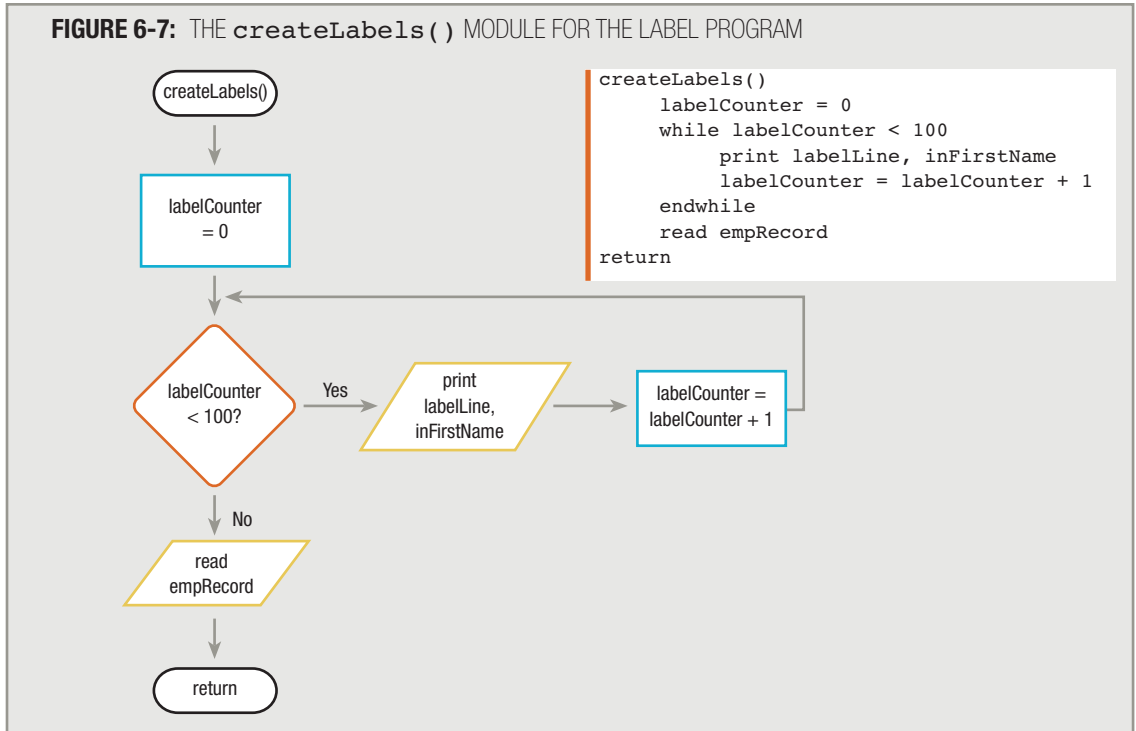 FIGURE 6-7: THE createLabels() MODULE FOR THE LABEL PROGRAM
createLabels()
labelCounter
= 0
labelCounter
< 100?
Yes
print
labelLine,
inFirstName
labelCounter =
labelCounter + 1
No
read
empRecord
return
createLabels()
labelCounter = 0
while labelCounter < 100
print labelLine, inFirstName
labelCounter = labelCounter + 1
endwhile
read empRecord
return